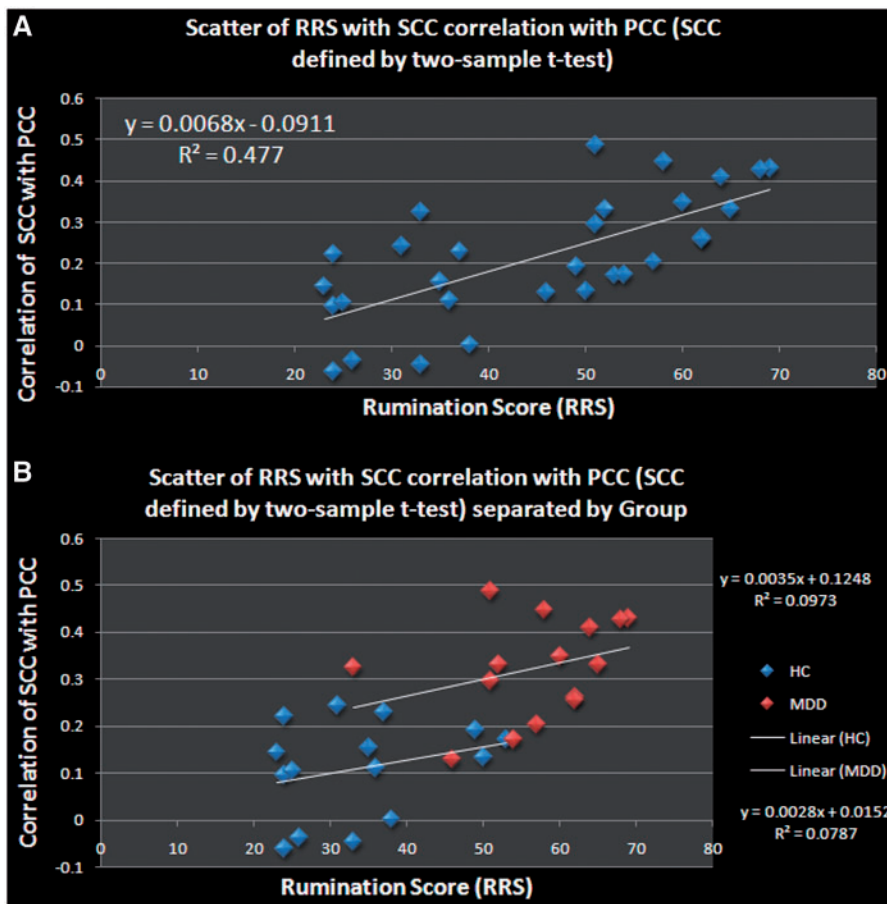 A
Scatter of RRS with SCC correlation with PCC (SCC
defined by two-sample t-test)
y = 0.0068x - 0.0911
R² = 0.477
Correlation of SCC with PCC
0.6
0.5
0.4
0.3
0.2
0.1
0
-0.1
0 10 20 30 40 50 60 70 80
Rumination Score (RRS)
B
Scatter of RRS with SCC correlation with PCC (SCC
defined by two-sample t-test) separated by Group
Correlation of SCC with PCC
0.6
0.5
0.4
0.3
0.2
0.1
0
-0.1
0 10 20 30 40 50 60 70 80
Rumination Score (RRS)
y = 0.0035x + 0.1248
R² = 0.0973
HC
MDD
Linear (HC)
Linear (MDD)
y = 0.0028x + 0.0152
R² = 0.0787